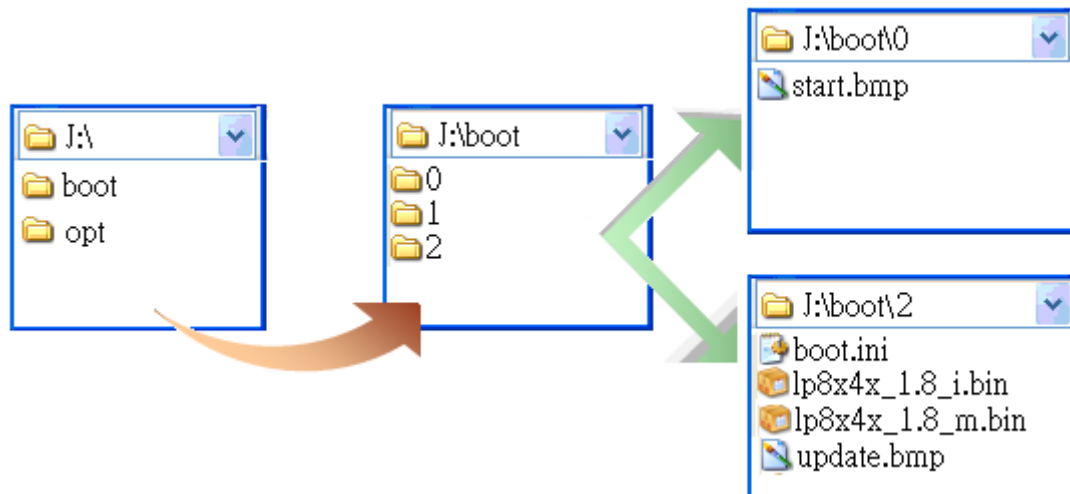 J:\
boot
opt
J:\boot
0
1
2
J:\boot\0
start.bmp
J:\boot\2
boot.ini
lp8x4x_1.8_i.bin
lp8x4x_1.8_m.bin
update.bmp